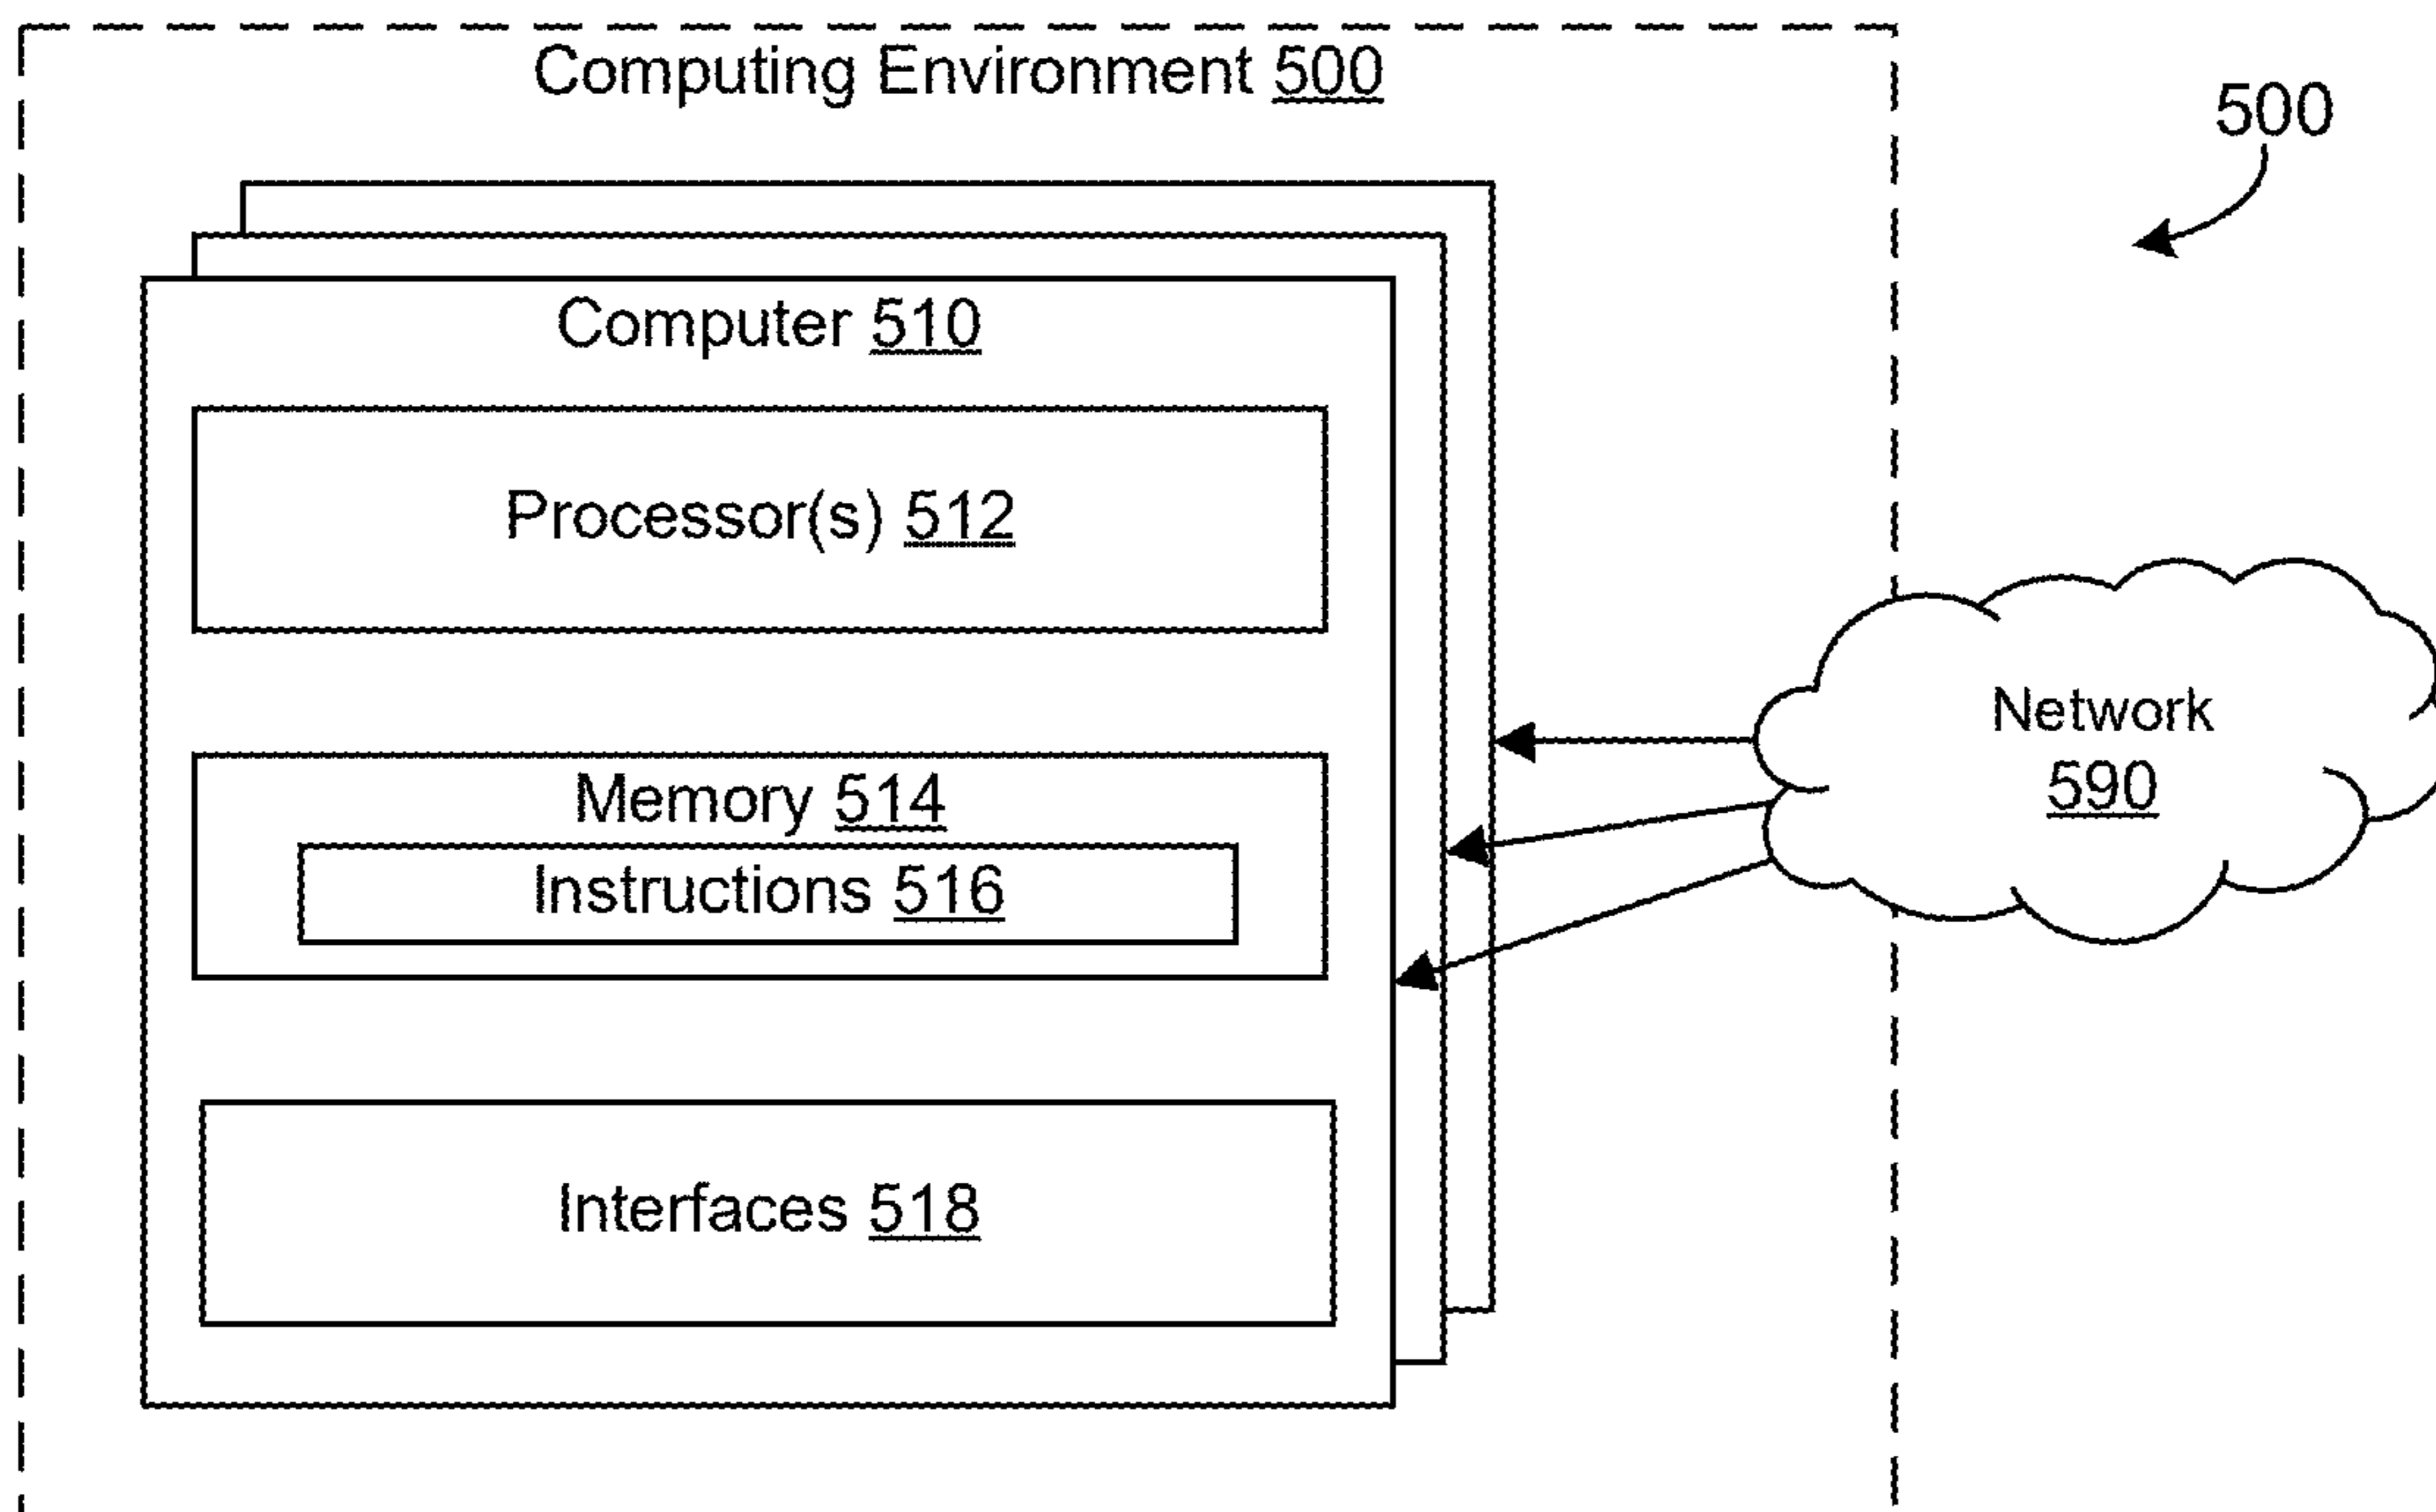 Computing Environment 500
500
Computer 510
Processor(s) 512
Network
590
Memory 514
Instructions 516
Interfaces 518